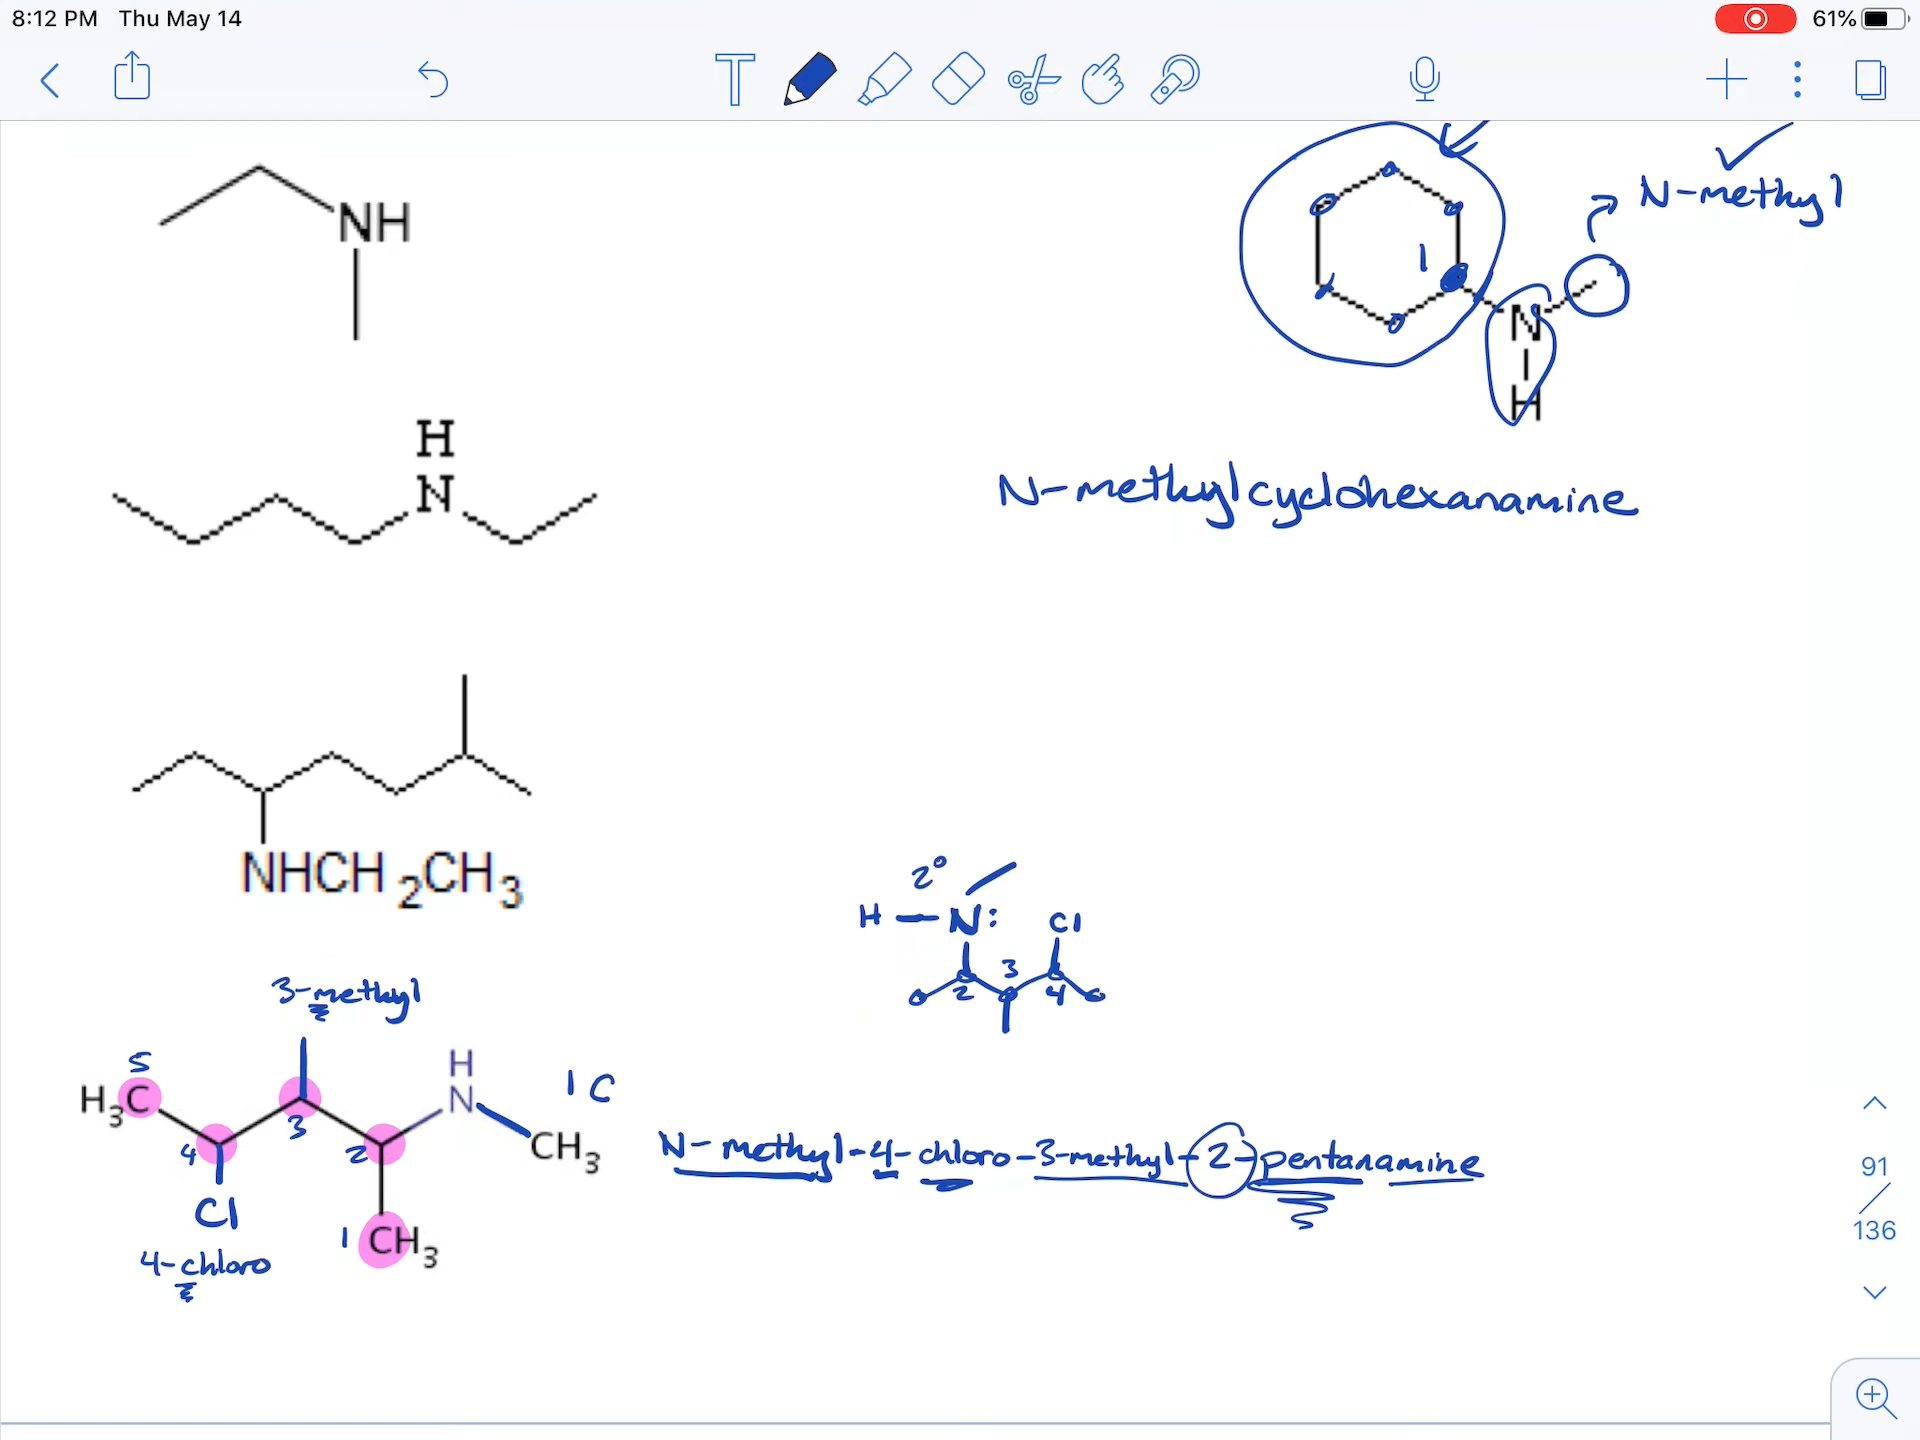 8:12 PM Thu May 14
61%
T
NH
N-methyl
1
N
H
H
N
N-methylcyclohexanamine
NHCH2CH3
2°
H N: Cl
3
2 4
3-methyl
5
H3C
H
N
1 C
4 3 2
CH3
N-methyl-4-chloro-3-methyl-2-pentanamine
Cl
1 CH3
4-chloro
91
/
136